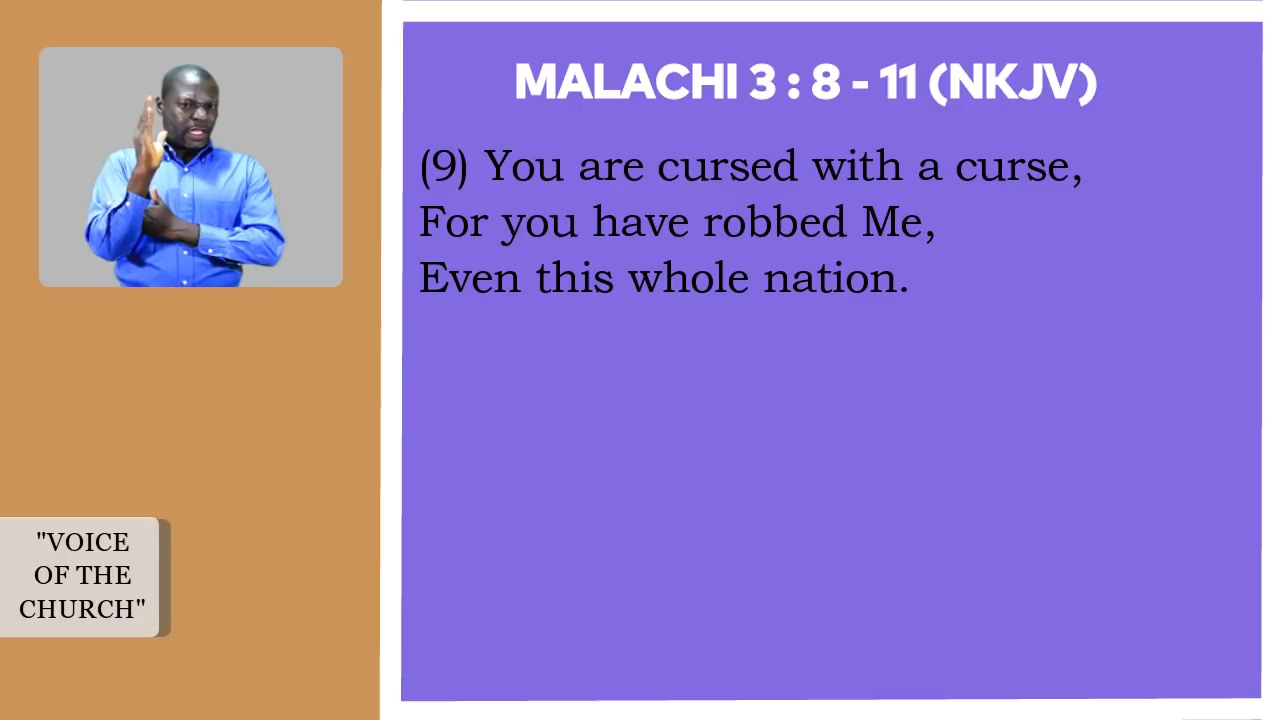 MALACHI 3 : 8 - 11 (NKJV)
(9) You are cursed with a curse,
For you have robbed Me,
Even this whole nation.
"VOICE
OF THE
CHURCH"